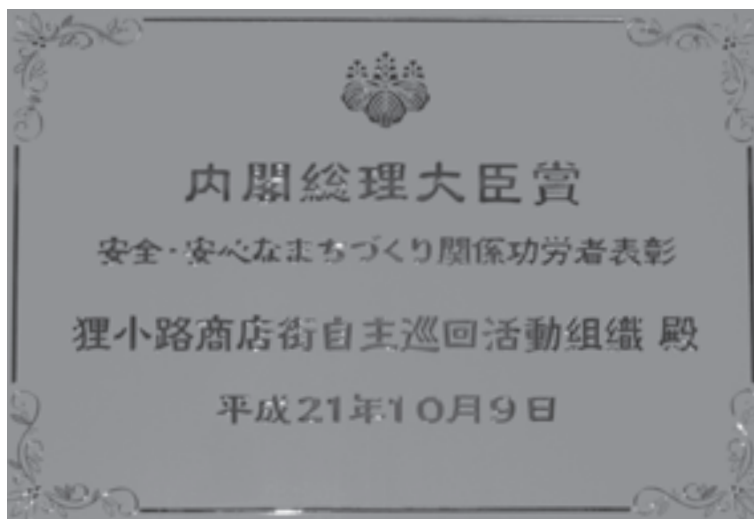 内閣総理大臣賞
安全・安心なまちづくり関係功労者表彰
狸小路商店街自主巡回活動組織 殿
平成21年10月9日